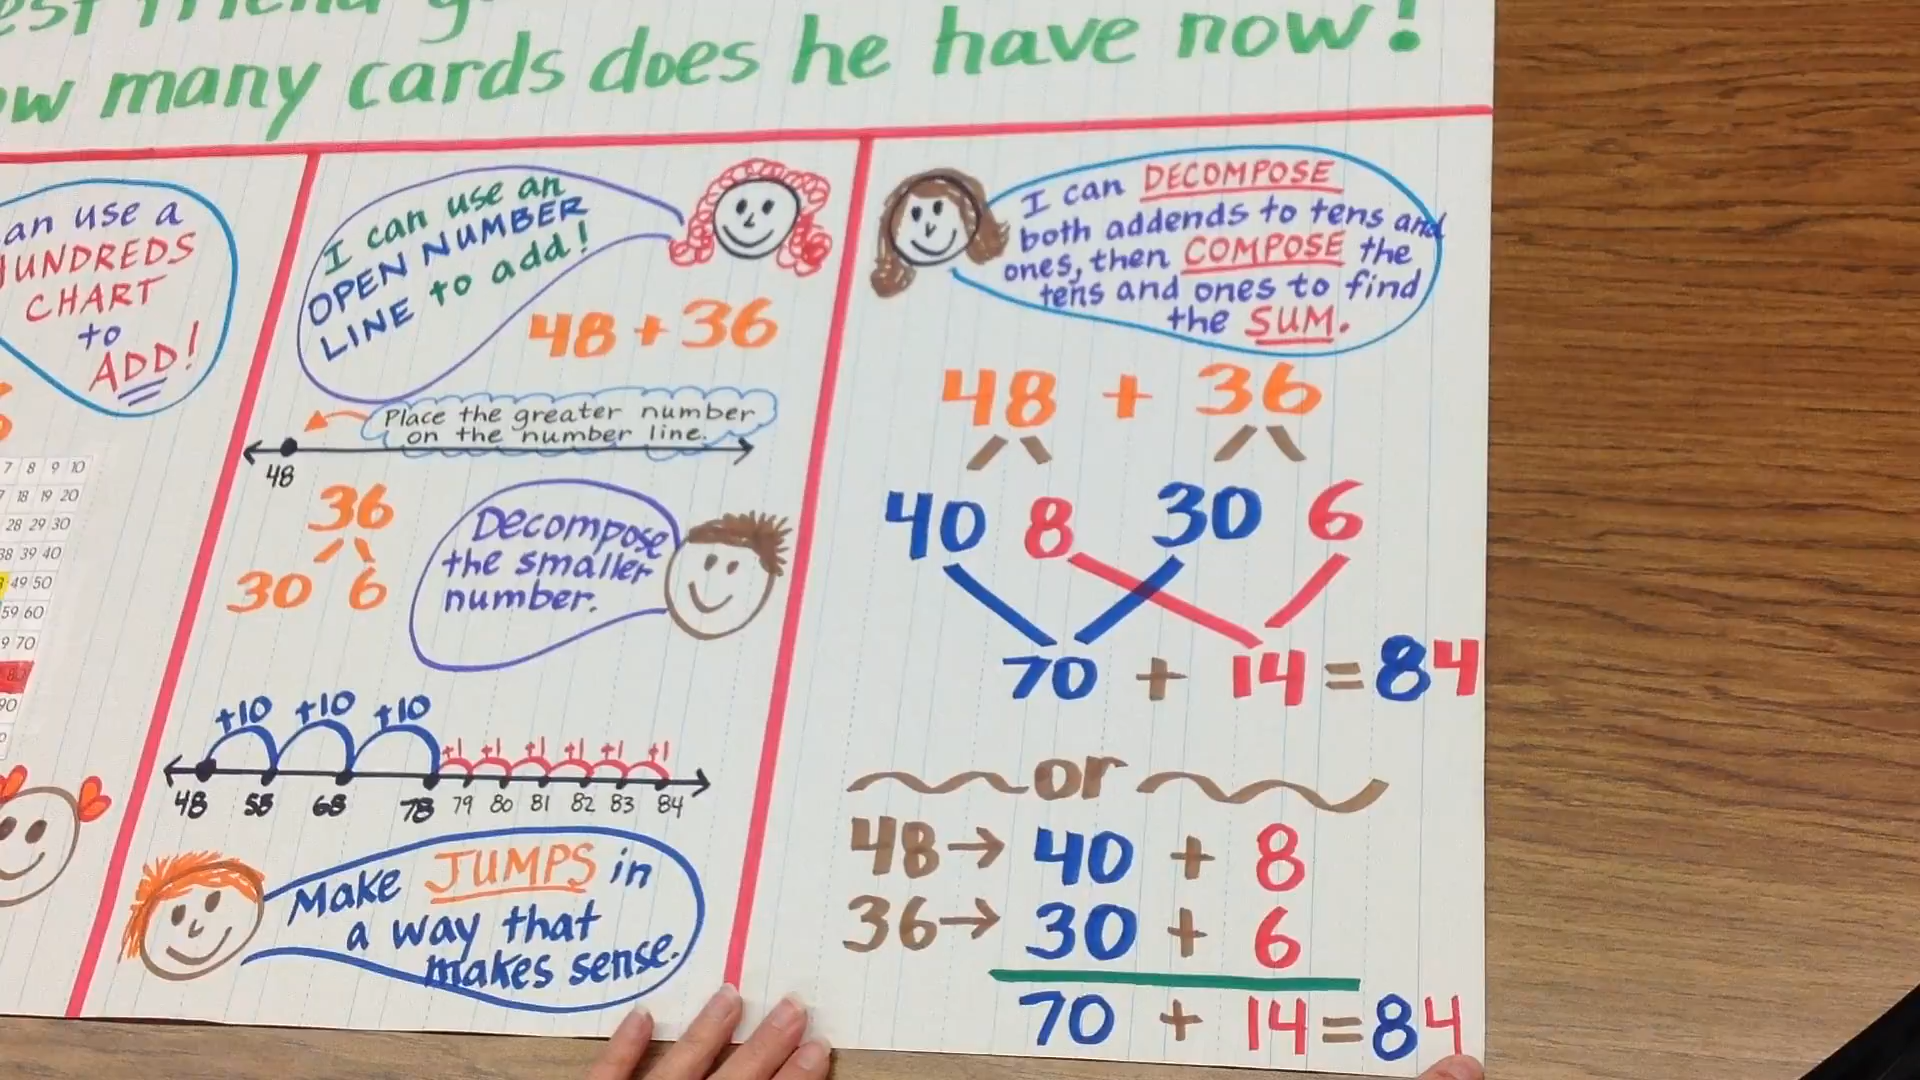 many cards does he have now!
an use a
HUNDREDS
CHART
to
ADD!
7 8 9 10
18 19 20
28 29 30
38 39 40
49 50
59 60
70
90
I can use an
OPEN NUMBER
LINE to add!
48 + 36
Place the greater number
on the number line.
48
36
30 6
Decompose
the smaller
number.
+10 +10 +10 +1 +1 +1 +1 +1 +1
48 58 68 78 79 80 81 82 83 84
Make JUMPS in
a way that
makes sense.
I can DECOMPOSE
both addends to tens and
ones, then COMPOSE the
tens and ones to find
the SUM.
48 + 36
40 8 30 6
70 + 14 = 84
or
48→ 40 + 8
36→ 30 + 6
70 + 14 = 84